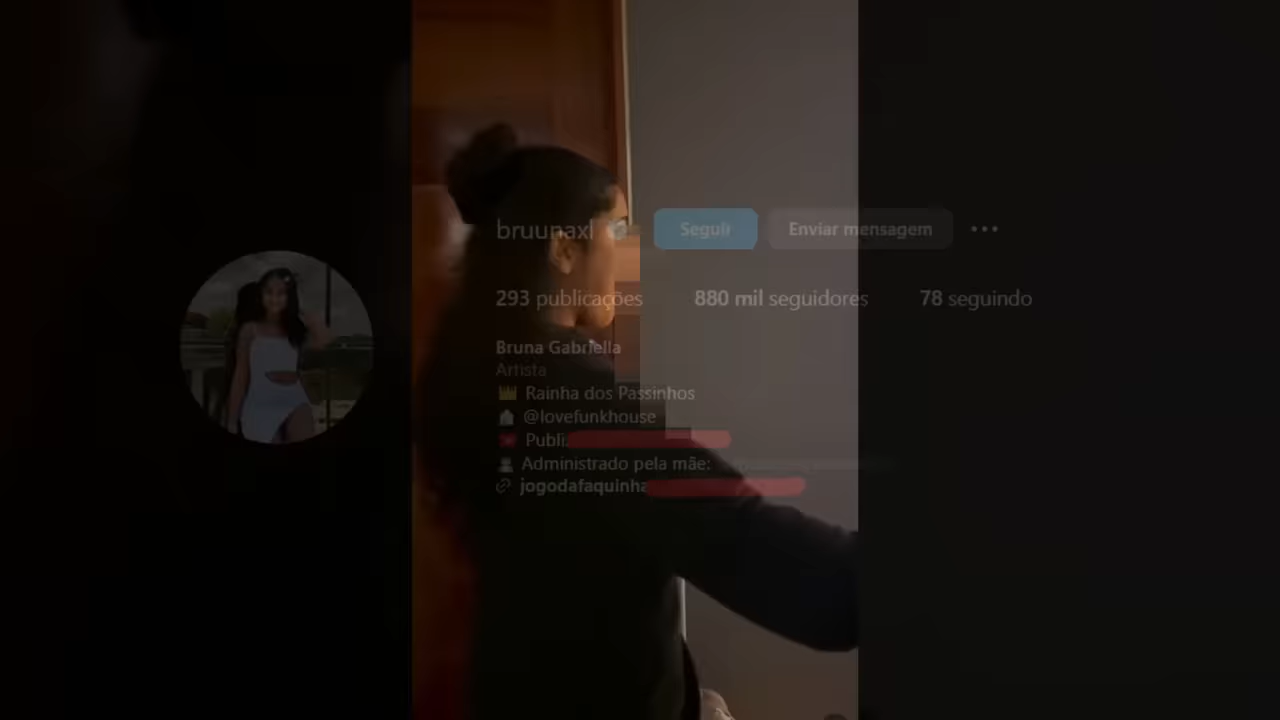 bruunaxl Seguir Enviar mensagem
293 publicações 880 mil seguidores 78 seguindo
Bruna Gabriella
Artista
Rainha dos Passinhos
@lovefunkhouse
Publi:
Administrado pela mãe:
jogodafaquinha